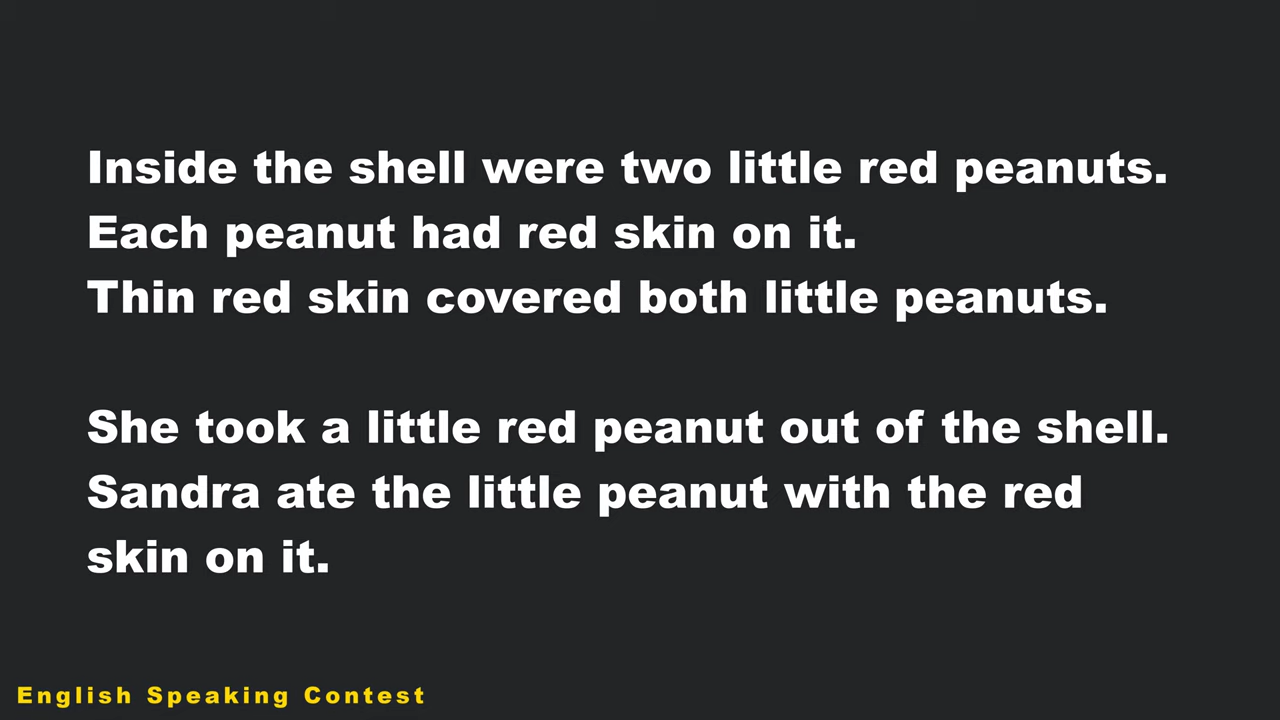 Inside the shell were two little red peanuts.
Each peanut had red skin on it.
Thin red skin covered both little peanuts.
She took a little red peanut out of the shell.
Sandra ate the little peanut with the red
skin on it.
English Speaking Contest